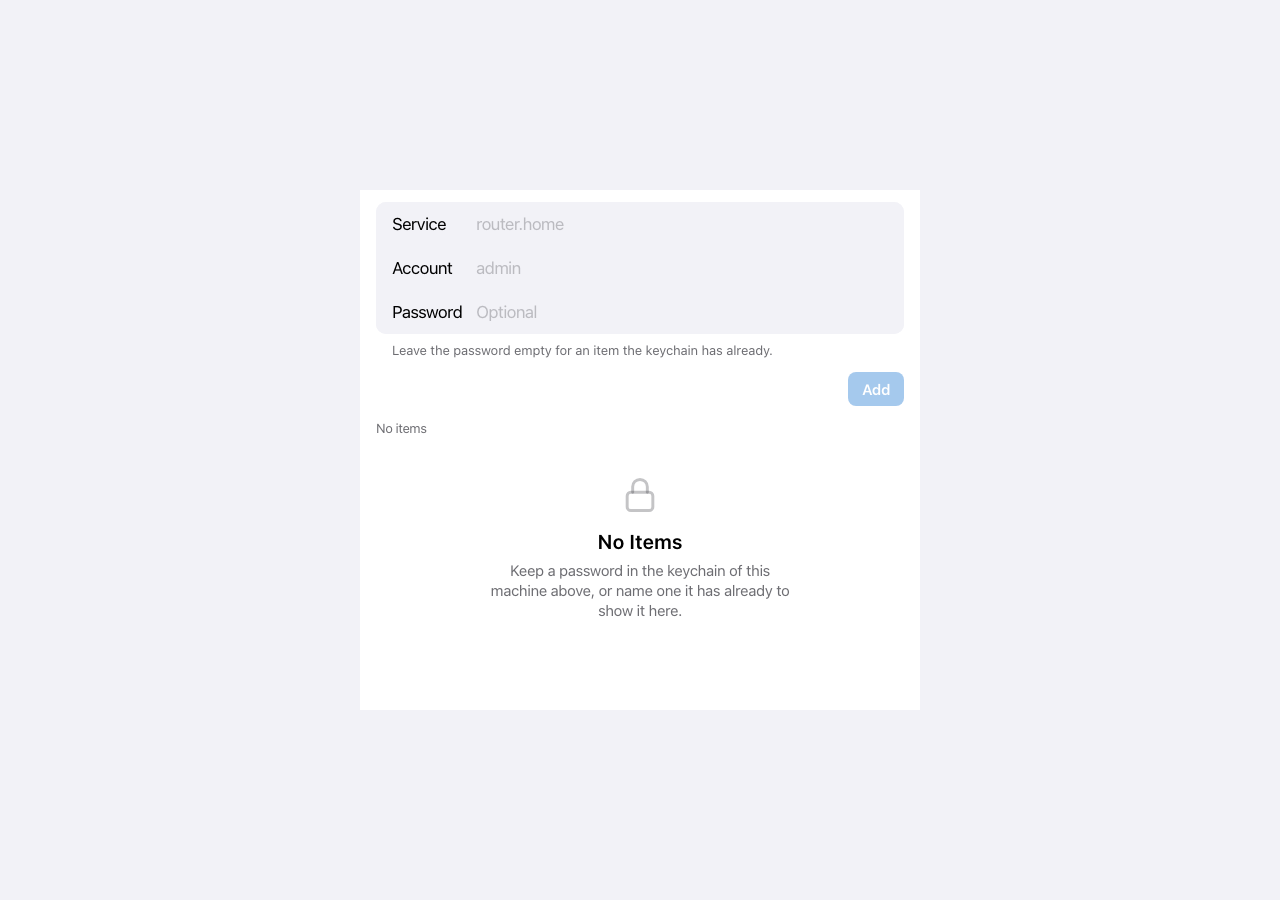 Service router.home
Account admin
Password Optional
Leave the password empty for an item the keychain has already.
Add
No items
No Items
Keep a password in the keychain of this
machine above, or name one it has already to
show it here.